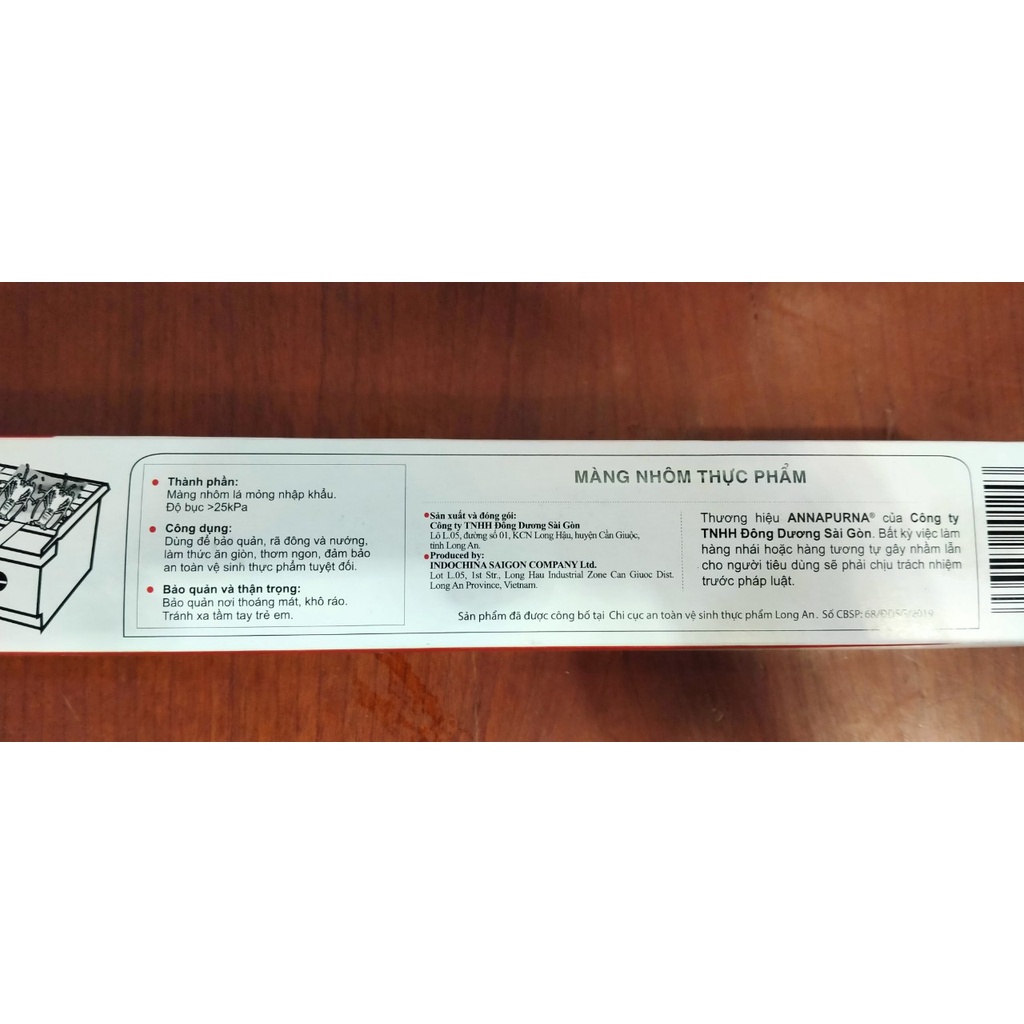 MÀNG NHÔM THỰC PHẨM
Thành phần:
Màng nhôm lá mỏng nhập khẩu.
Độ bục >25kPa
Công dụng:
Dùng để bảo quản, rã đông và nướng,
làm thức ăn giòn, thơm ngon, đảm bảo
an toàn vệ sinh thực phẩm tuyệt đối.
Bảo quản và thận trọng:
Bảo quản nơi thoáng mát, khô ráo.
Tránh xa tầm tay trẻ em.
Sản xuất và đóng gói:
Công ty TNHH Đông Dương Sài Gòn
Lô L.05, đường số 01, KCN Long Hậu, huyện Cần Giuộc,
tỉnh Long An.
Produced by:
INDOCHINA SAIGON COMPANY Ltd.
Lot L.05, 1st Str., Long Hau Industrial Zone Can Giuoc Dist.
Long An Province, Vietnam.
Thương hiệu ANNAPURNA® của Công ty
TNHH Đông Dương Sài Gòn. Bất kỳ việc làm
hàng nhái hoặc hàng tương tự gây nhầm lẫn
cho người tiêu dùng sẽ phải chịu trách nhiệm
trước pháp luật.
Sản phẩm đã được công bố tại Chi cục an toàn vệ sinh thực phẩm Long An. Số CBSP: